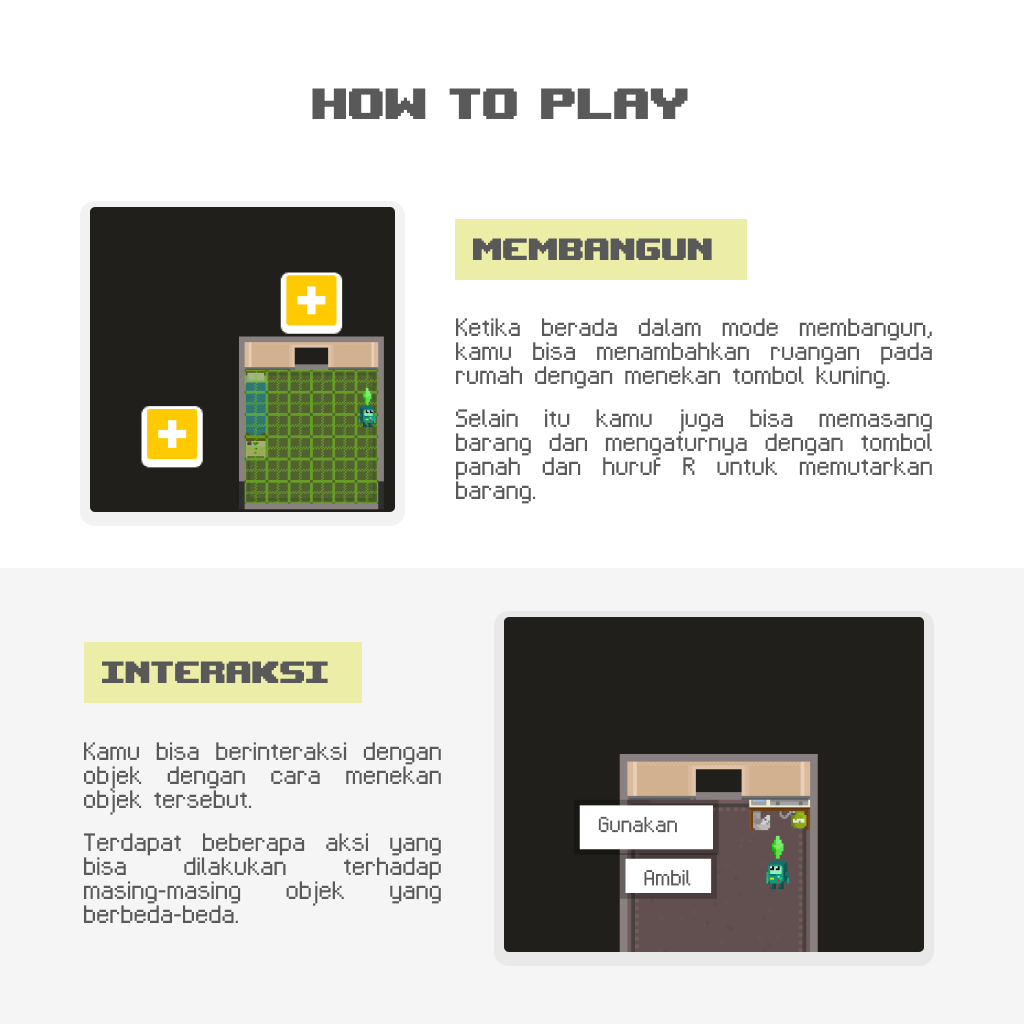 HOW TO PLAY
MEMBANGUN
Ketika berada dalam mode membangun,
kamu bisa menambahkan ruangan pada
rumah dengan menekan tombol kuning.
Selain itu kamu juga bisa memasang
barang dan mengaturnya dengan tombol
panah dan huruf R untuk memutarkan
barang.
INTERAKSI
Kamu bisa berinteraksi dengan
objek dengan cara menekan
objek tersebut.
Terdapat beberapa aksi yang
bisa dilakukan terhadap
masing-masing objek yang
berbeda-beda.
Gunakan
Ambil